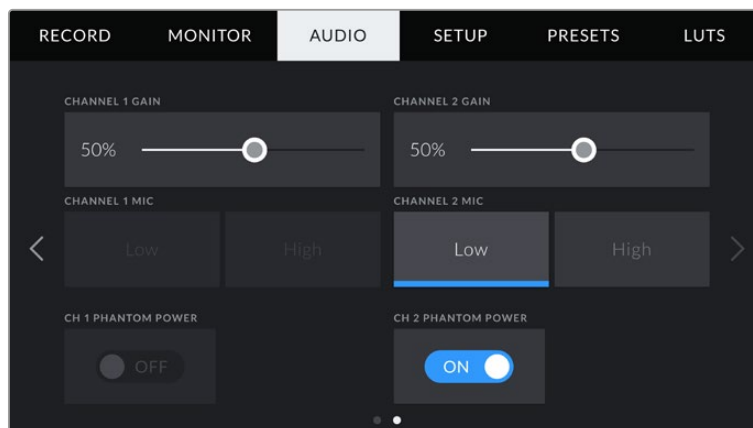 RECORD MONITOR AUDIO SETUP PRESETS LUTS
CHANNEL 1 GAIN CHANNEL 2 GAIN
50% 50%
CHANNEL 1 MIC CHANNEL 2 MIC
Low High Low High
CH 1 PHANTOM POWER CH 2 PHANTOM POWER
OFF ON